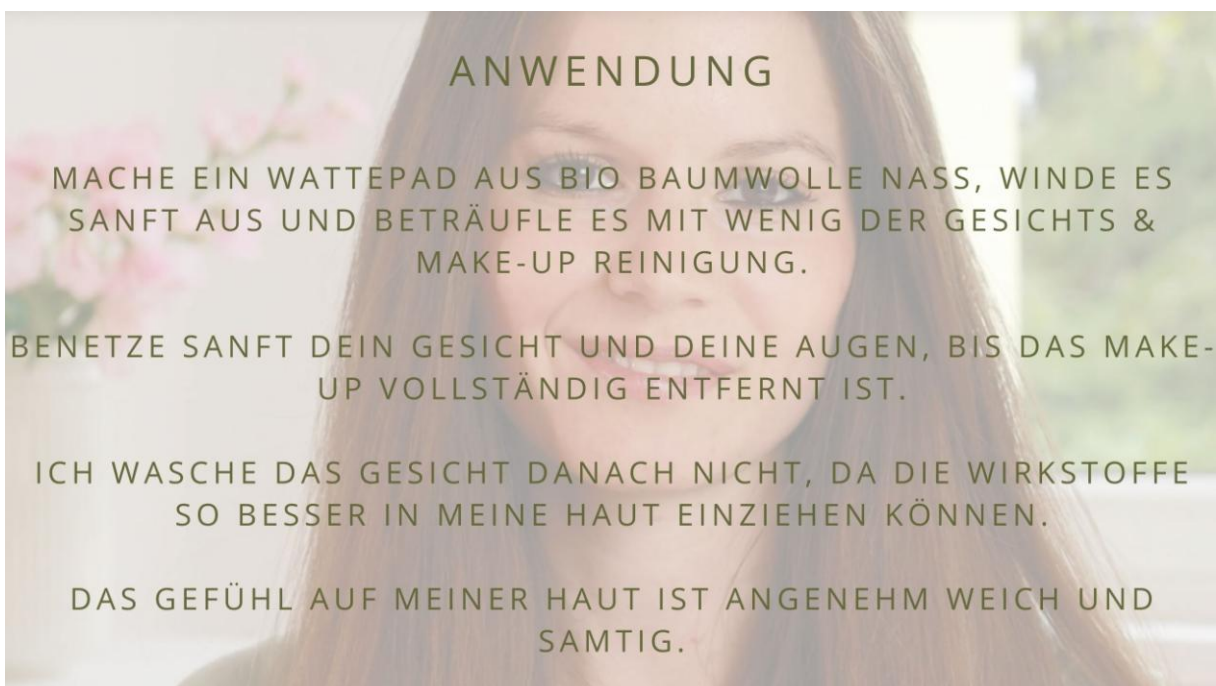 ANWENDUNG
MACHE EIN WATTEPAD AUS BIO BAUMWOLLE NASS, WINDE ES
SANFT AUS UND BETRÄUFLE ES MIT WENIG DER GESICHTS &
MAKE-UP REINIGUNG.
BENETZE SANFT DEIN GESICHT UND DEINE AUGEN, BIS DAS MAKE-
UP VOLLSTÄNDIG ENTFERNT IST.
ICH WASCHE DAS GESICHT DANACH NICHT, DA DIE WIRKSTOFFE
SO BESSER IN MEINE HAUT EINZIEHEN KÖNNEN.
DAS GEFÜHL AUF MEINER HAUT IST ANGENEHM WEICH UND
SAMTIG.